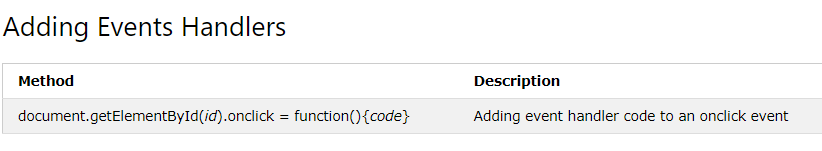 Adding Events Handlers
Method Description
document.getElementById(id).onclick = function(){code} Adding event handler code to an onclick event